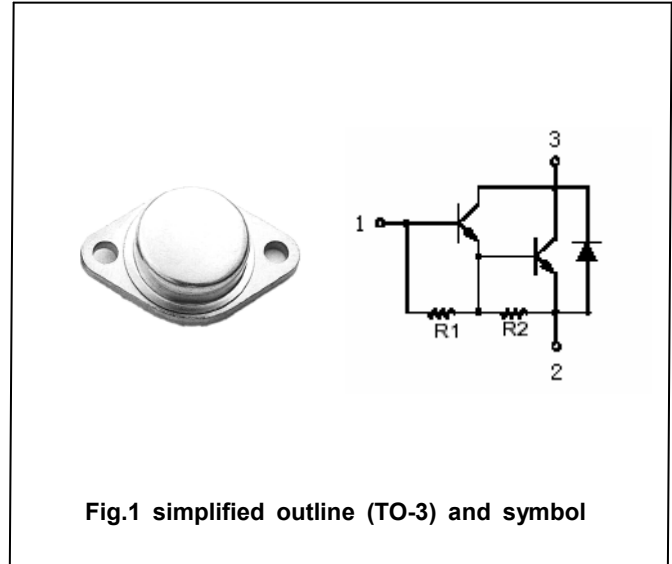 3
1
R1
R2
2
Fig.1 simplified outline (TO-3) and symbol